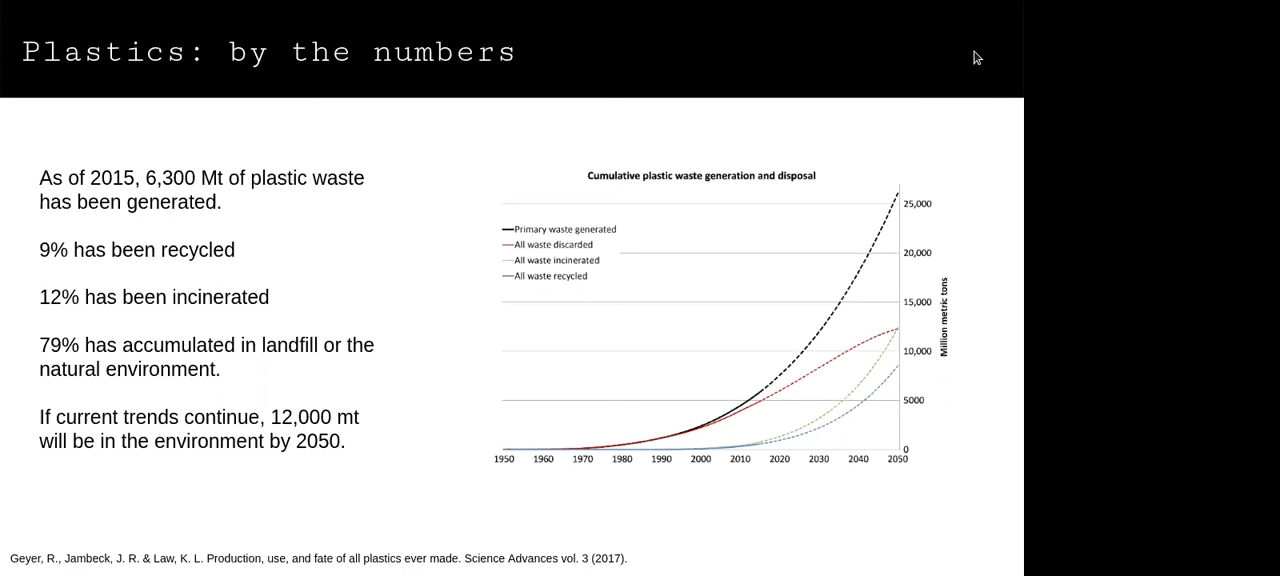 Plastics: by the numbers
As of 2015, 6,300 Mt of plastic waste
has been generated.
9% has been recycled
12% has been incinerated
79% has accumulated in landfill or the
natural environment.
If current trends continue, 12,000 mt
will be in the environment by 2050.
Cumulative plastic waste generation and disposal
Primary waste generated
All waste discarded
All waste incinerated
All waste recycled
25,000
20,000
15,000
10,000
5000
0
Million metric tons
1950 1960 1970 1980 1990 2000 2010 2020 2030 2040 2050
Geyer, R., Jambeck, J. R. & Law, K. L. Production, use, and fate of all plastics ever made. Science Advances vol. 3 (2017).